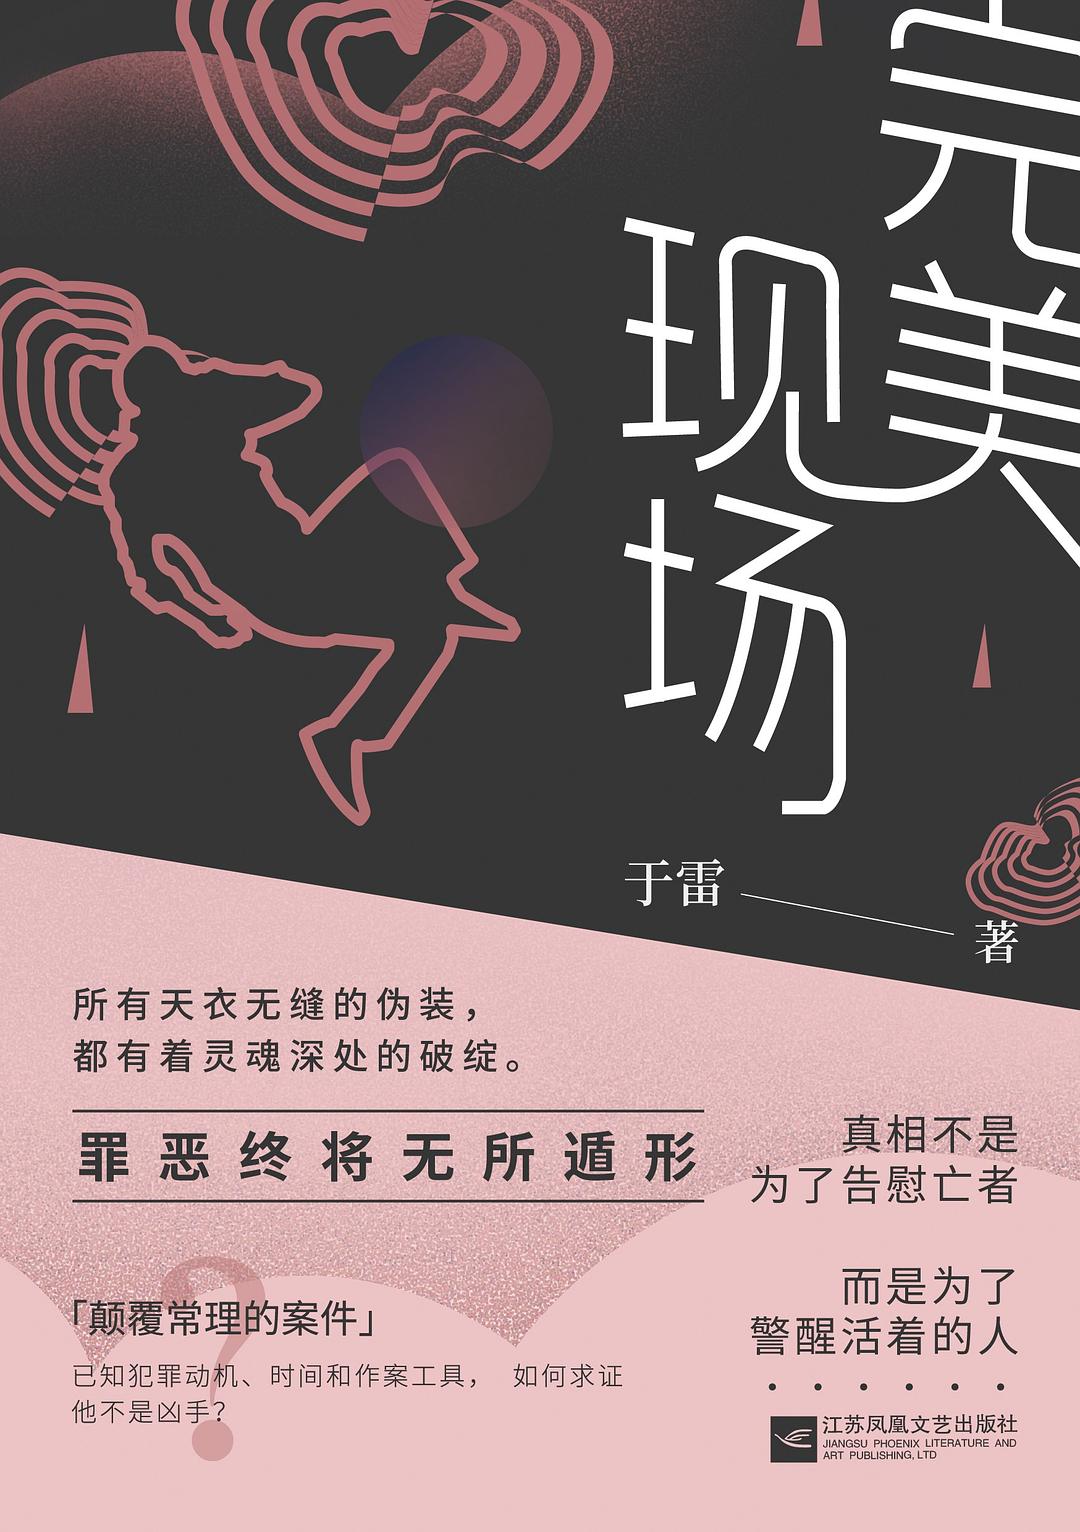 完美
现场
于雷
著
所有天衣无缝的伪装，
都有着灵魂深处的破绽。
罪恶终将无所遁形
真相不是
为了告慰亡者
而是为了
警醒活着的人
······
?
「颠覆常理的案件」
已知犯罪动机、时间和作案工具， 如何求证
他不是凶手？
江苏凤凰文艺出版社
JIANGSU PHOENIX LITERATURE AND
ART PUBLISHING, LTD